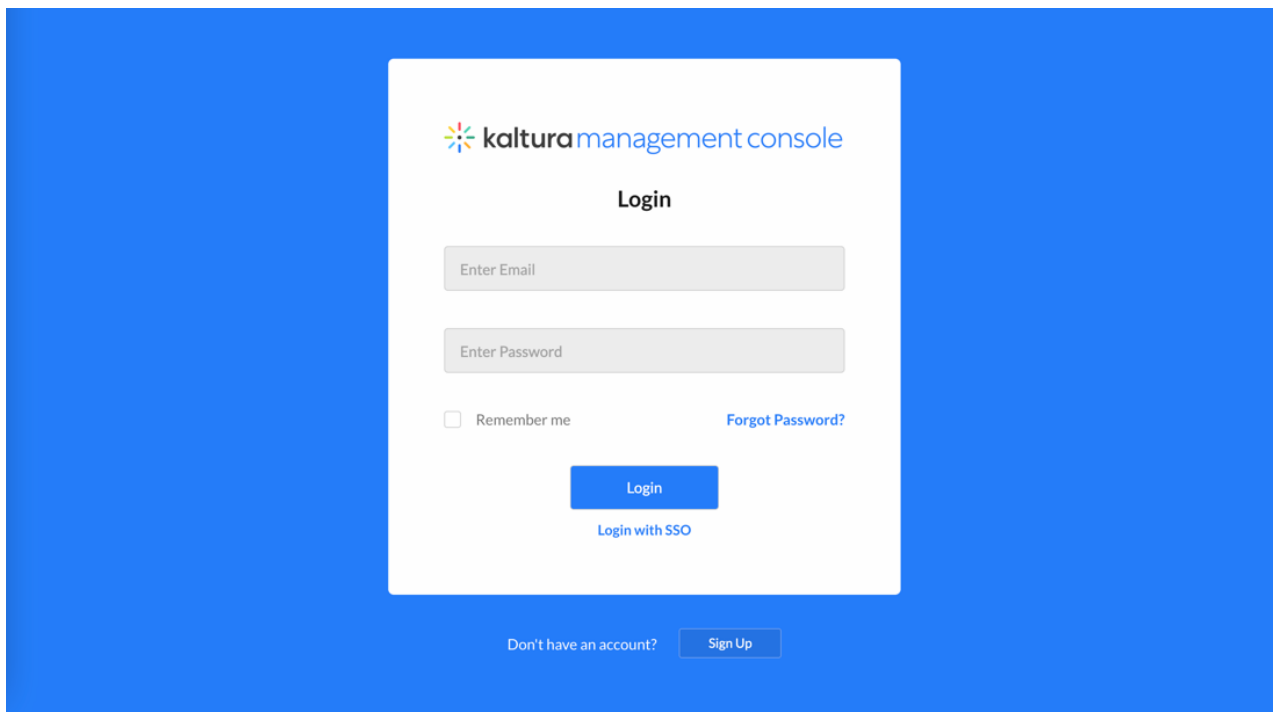 kaltura management console
Login
Enter Email
Enter Password
Remember me Forgot Password?
Login
Login with SSO
Don't have an account? Sign Up